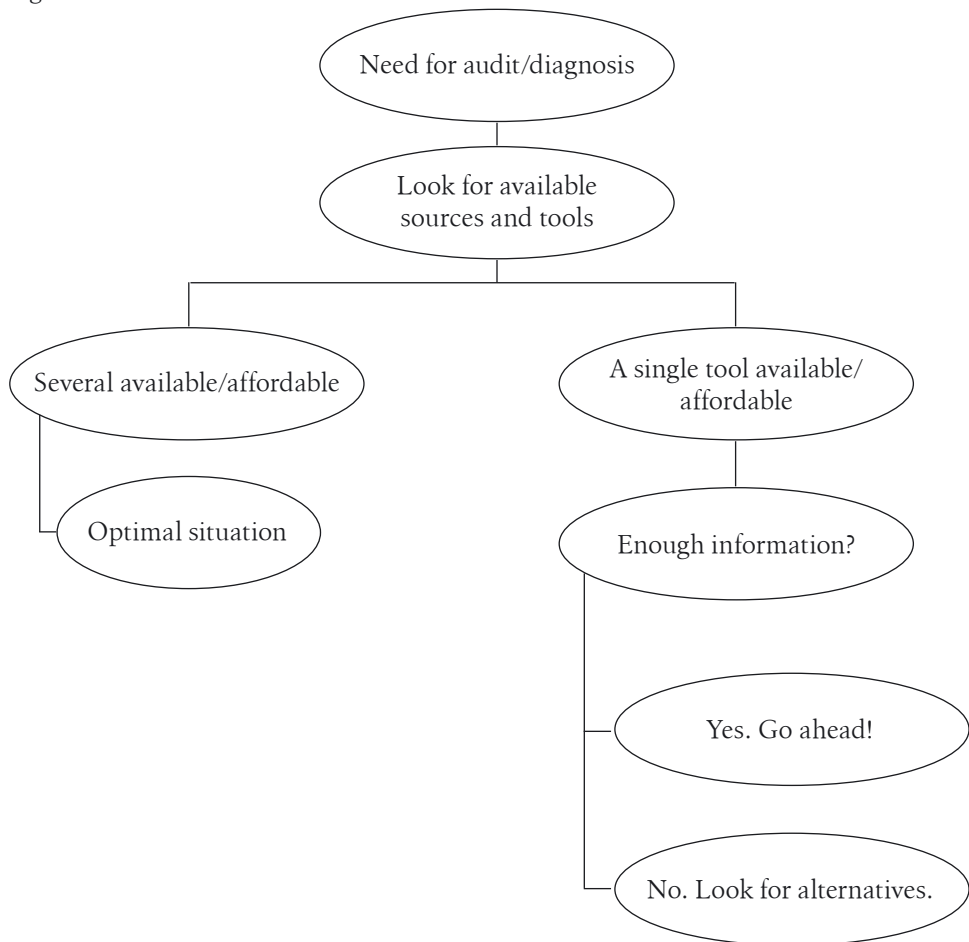 Need for audit/diagnosis
Look for available
sources and tools
Several available/affordable
A single tool available/
affordable
Optimal situation
Enough information?
Yes. Go ahead!
No. Look for alternatives.